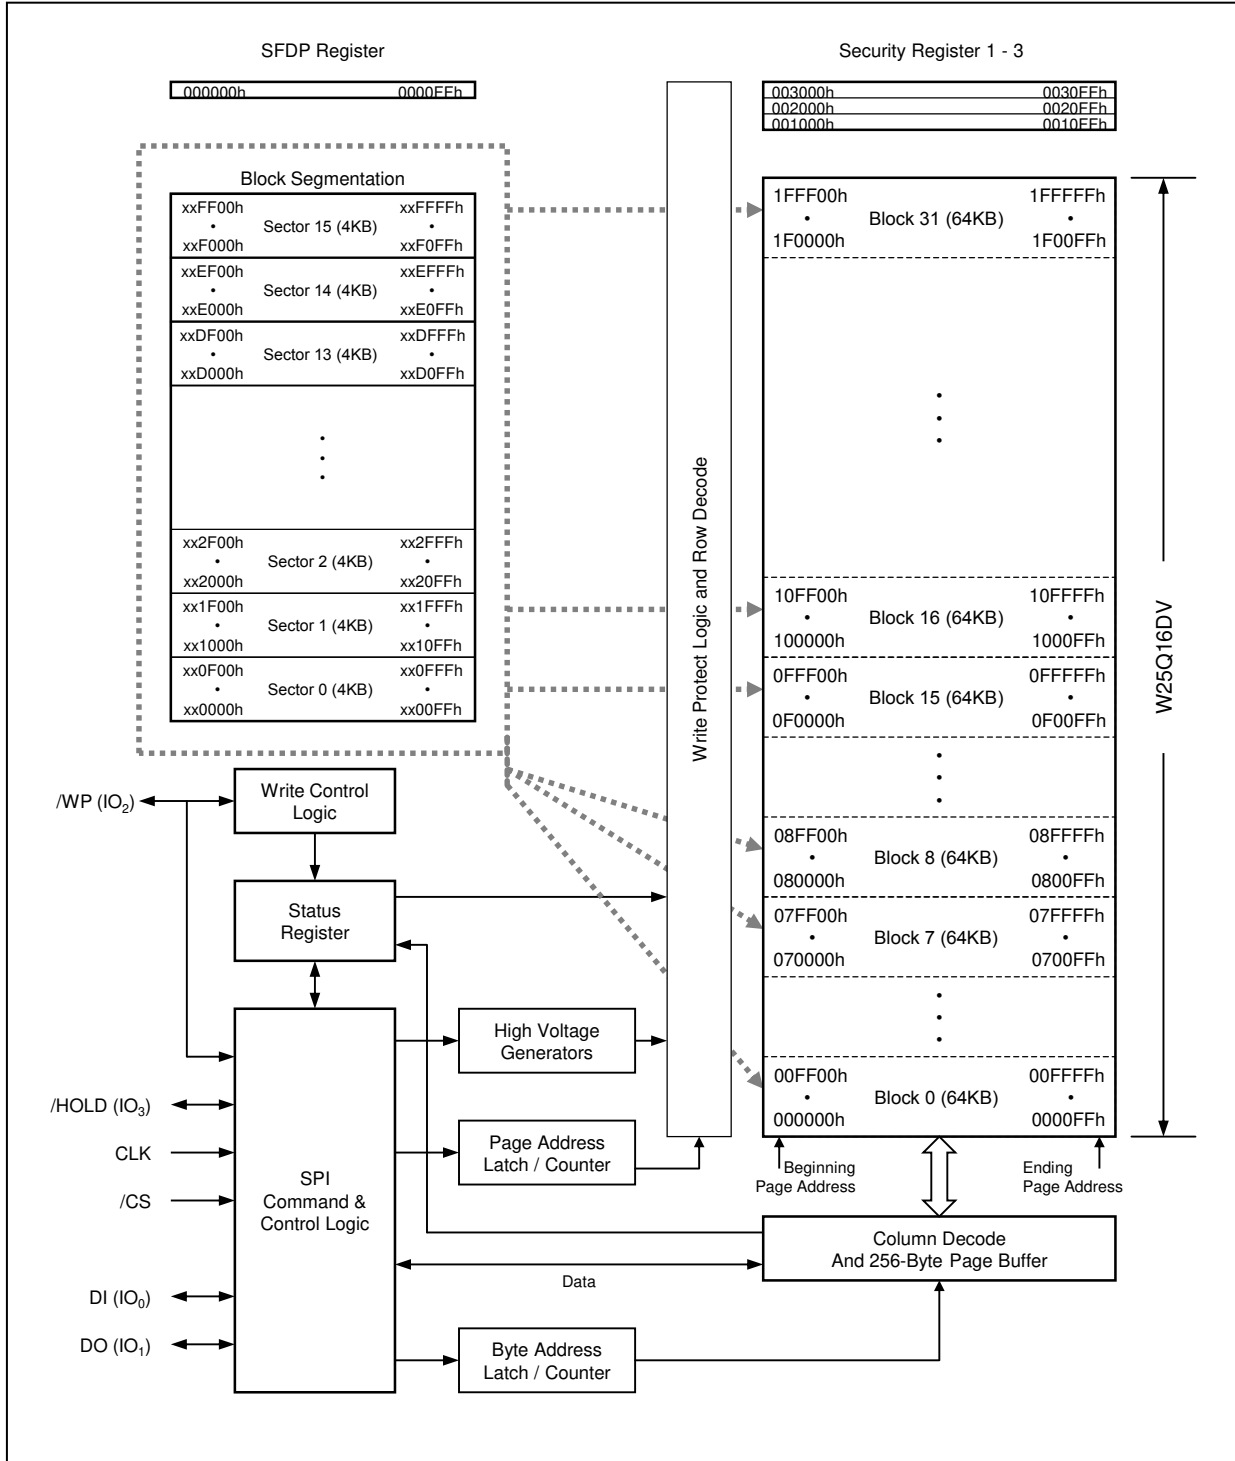 SFDP Register
000000h 0000FFh
Security Register 1 - 3
003000h 0030FFh
002000h 0020FFh
001000h 0010FFh
Block Segmentation
xxFF00h xxFFFFh
• Sector 15 (4KB) •
xxF000h xxF0FFh
xxEF00h xxEFFFh
• Sector 14 (4KB) •
xxE000h xxE0FFh
xxDF00h xxDFFFh
• Sector 13 (4KB) •
xxD000h xxD0FFh
xx2F00h xx2FFFh
• Sector 2 (4KB) •
xx2000h xx20FFh
xx1F00h xx1FFFh
• Sector 1 (4KB) •
xx1000h xx10FFh
xx0F00h xx0FFFh
• Sector 0 (4KB) •
xx0000h xx00FFh
Write Protect Logic and Row Decode
1FFF00h 1FFFFFh
• Block 31 (64KB) •
1F0000h 1F00FFh
10FF00h 10FFFFh
• Block 16 (64KB) •
100000h 1000FFh
0FFF00h 0FFFFFh
• Block 15 (64KB) •
0F0000h 0F00FFh
08FF00h 08FFFFh
• Block 8 (64KB) •
080000h 0800FFh
07FF00h 07FFFFh
• Block 7 (64KB) •
070000h 0700FFh
00FF00h 00FFFFh
• Block 0 (64KB) •
000000h 0000FFh
W25Q16DV
Beginning
Page Address
Ending
Page Address
/WP (IO2)
Write Control
Logic
Status
Register
High Voltage
Generators
/HOLD (IO3)
CLK
/CS
DI (IO0)
DO (IO1)
SPI
Command &
Control Logic
Page Address
Latch / Counter
Column Decode
And 256-Byte Page Buffer
Data
Byte Address
Latch / Counter